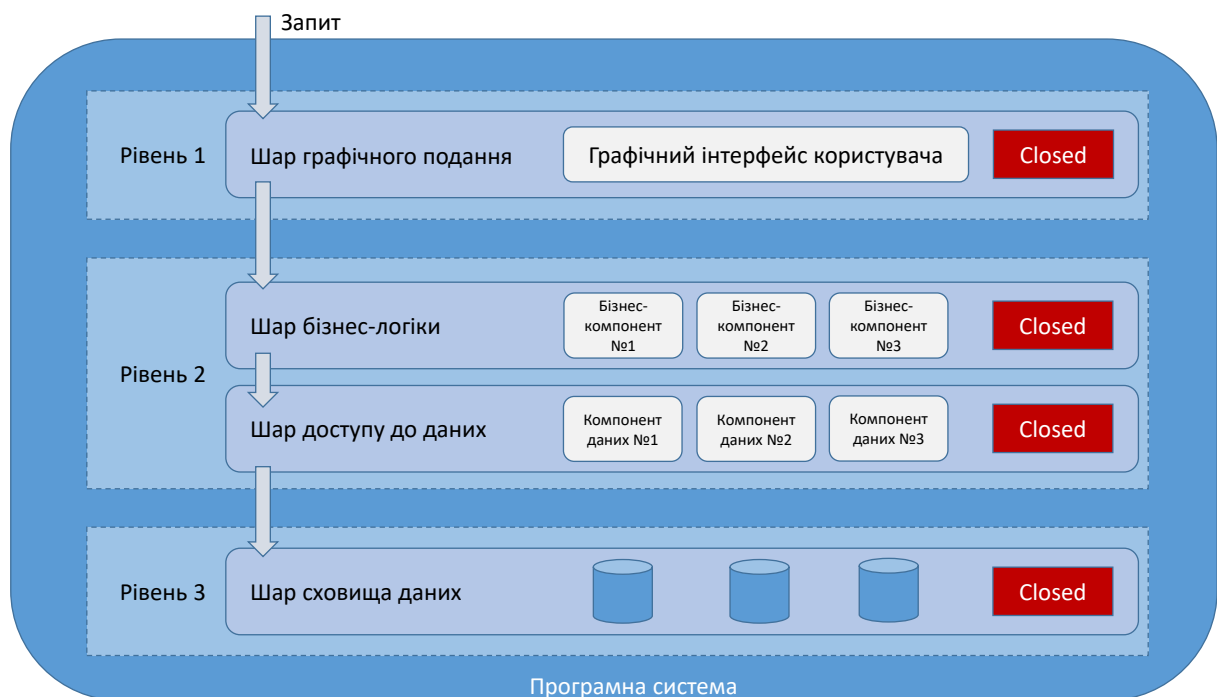 Запит
Рівень 1
Шар графічного подання
Графічний інтерфейс користувача
Closed
Рівень 2
Шар бізнес-логіки
Бізнес-
компонент
№1
Бізнес-
компонент
№2
Бізнес-
компонент
№3
Closed
Шар доступу до даних
Компонент
даних №1
Компонент
даних №2
Компонент
даних №3
Closed
Рівень 3
Шар сховища даних
Closed
Програмна система